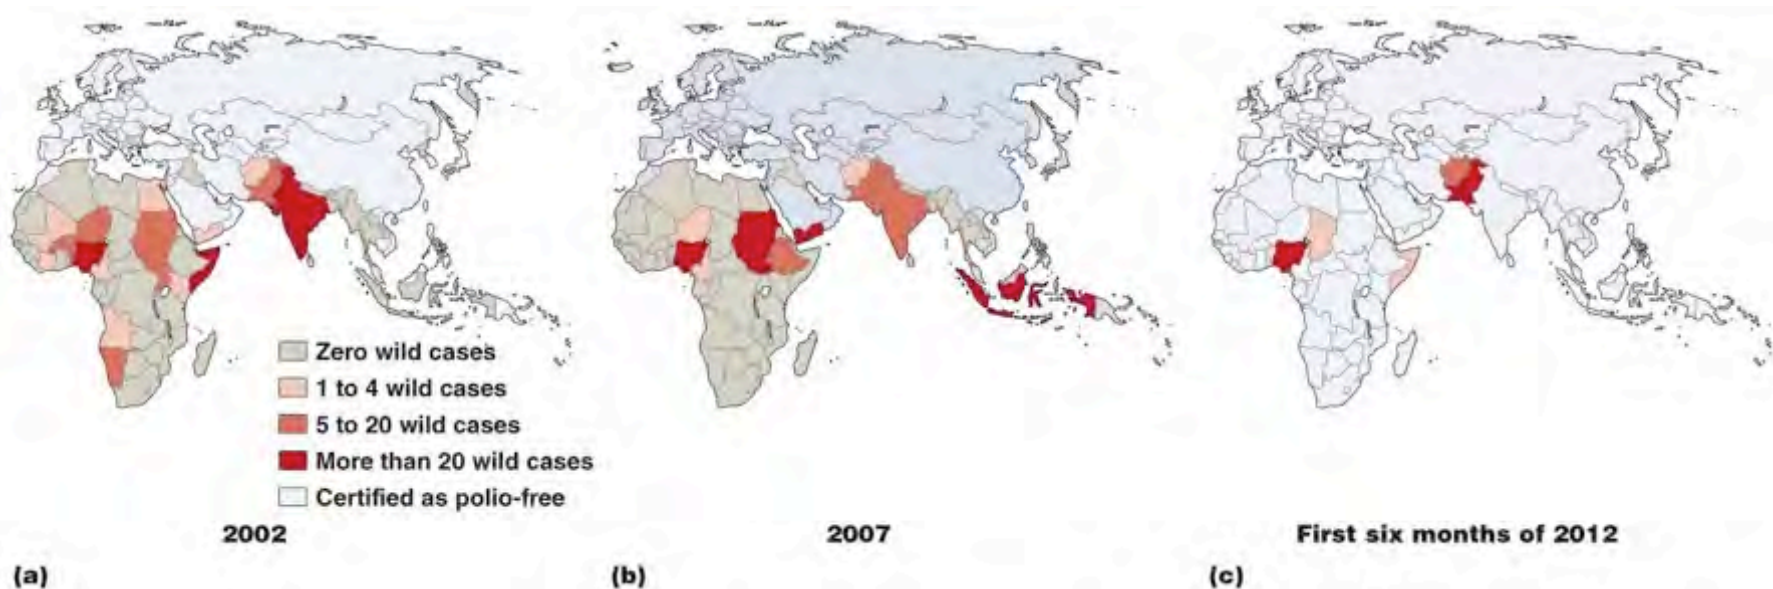 Zero wild cases
1 to 4 wild cases
5 to 20 wild cases
More than 20 wild cases
Certified as polio-free
2002
2007
First six months of 2012
(a)
(b)
(c)